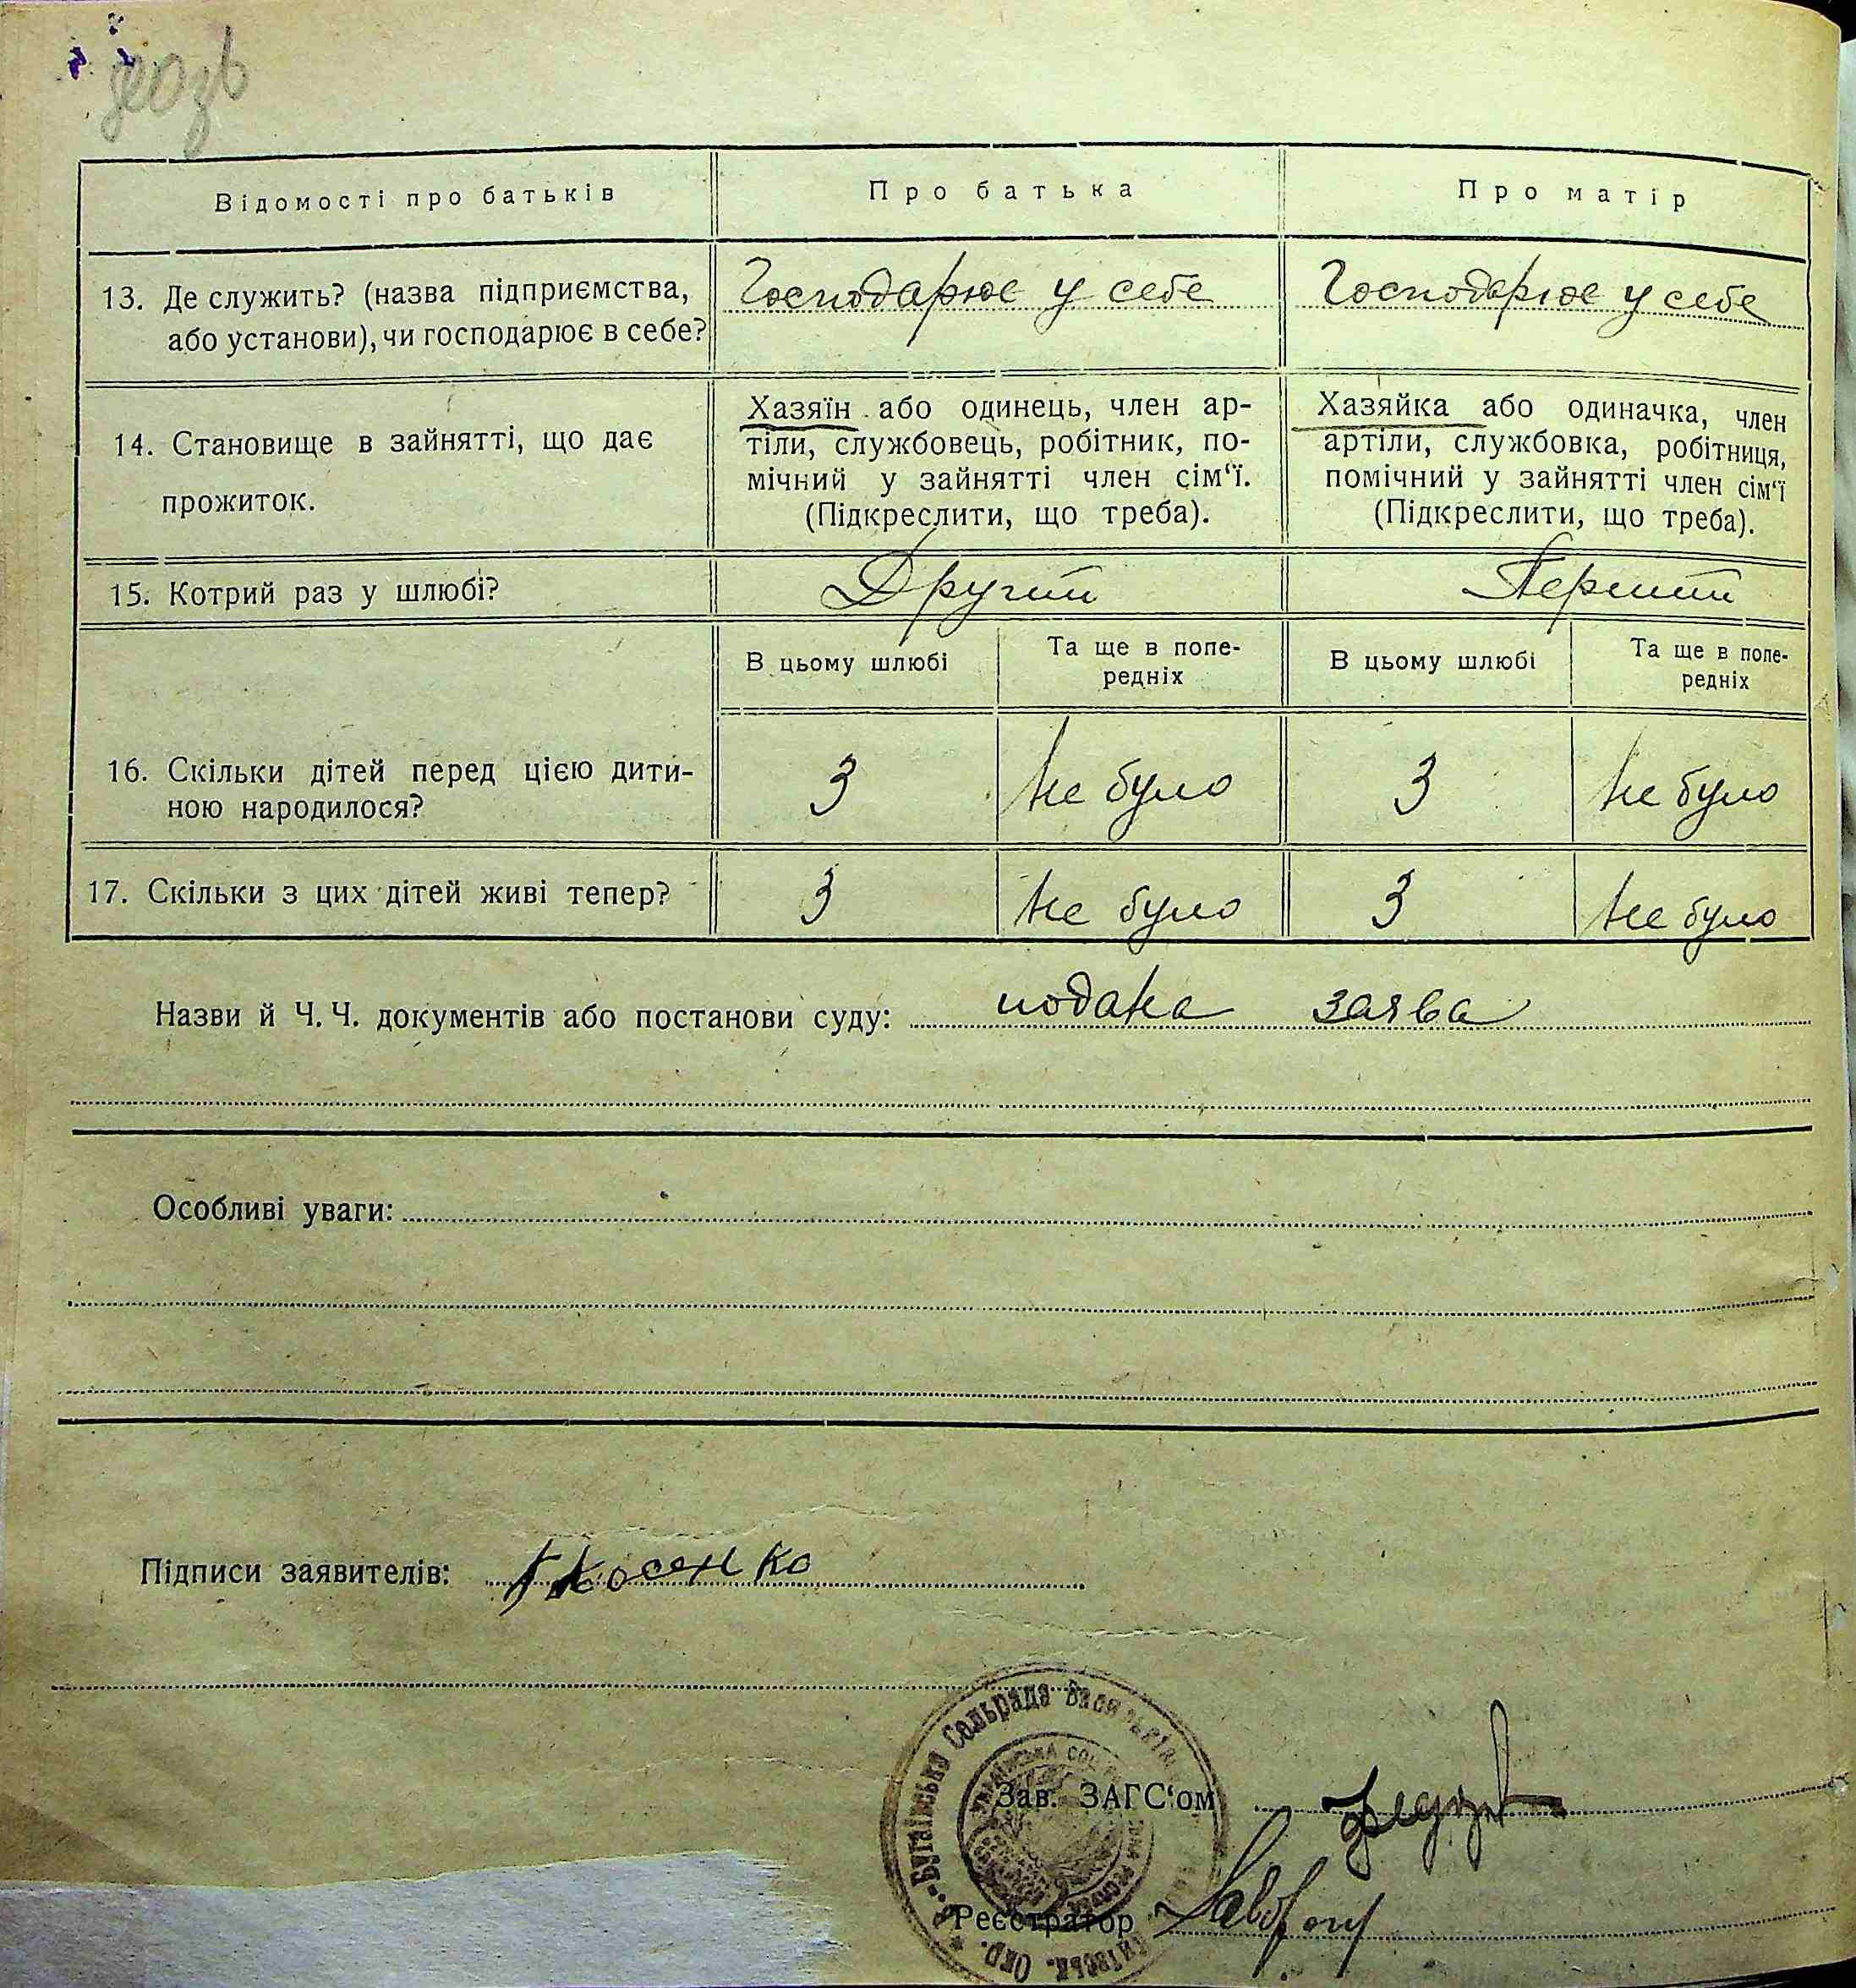 Відомості про батьків
Про батька
Про матір
13. Де служить? (назва підприємства,
або установи), чи господарює в себе?
Господарює у себе
Господарює у себе
14. Становище в зайнятті, що дає
прожиток.
Хазяїн або одинець, член ар-
тіли, службовець, робітник, по-
мічний у зайнятті член сім‘ї.
(Підкреслити, що треба).
Хазяйка або одиначка, член
артіли, службовка, робітниця,
помічний у зайнятті член сім‘ї
(Підкреслити, що треба).
15. Котрий раз у шлюбі?
Другий
Перший
В цьому шлюбі
Та ще в попе-
редніх
В цьому шлюбі
Та ще в попе-
редніх
16. Скільки дітей перед цією дити-
ною народилося?
3
не було
3
не було
17. Скільки з цих дітей живі тепер?
3
не було
3
не було
Назви й Ч. Ч. документів або постанови суду: подана заява
Особливі уваги:
Підписи заявителів: Косенко
Бугаївська Сельрада
Зав. ЗАГС‘ом
Реєстратор
ОКР.